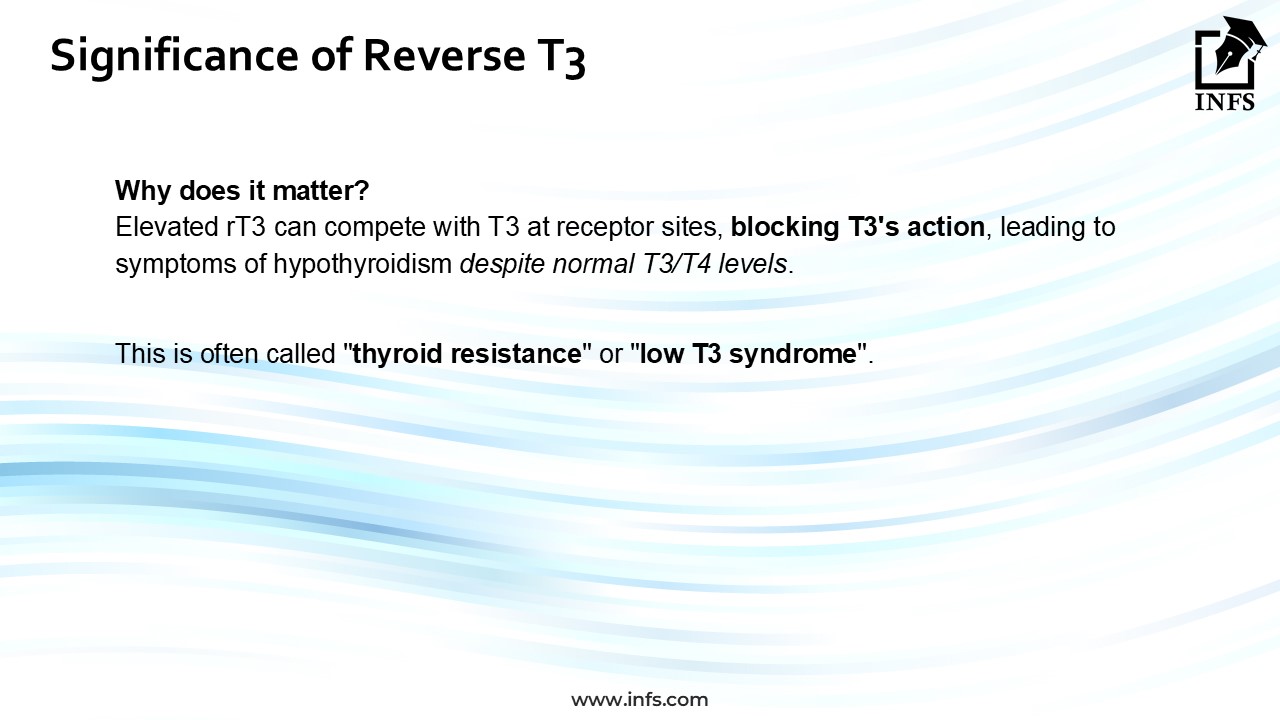 Significance of Reverse T3
INFS
Why does it matter?
Elevated rT3 can compete with T3 at receptor sites, blocking T3's action, leading to
symptoms of hypothyroidism despite normal T3/T4 levels.
This is often called "thyroid resistance" or "low T3 syndrome".
www.infs.com